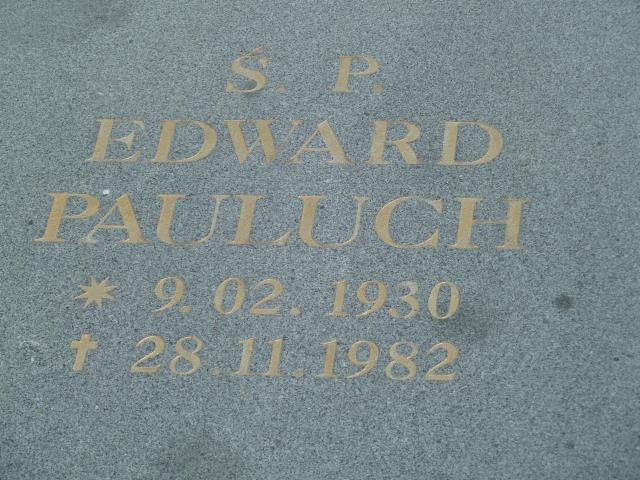 Ś. P.
EDWARD
PAULUCH
* 9. 02. 1930
✝ 28.11.1982